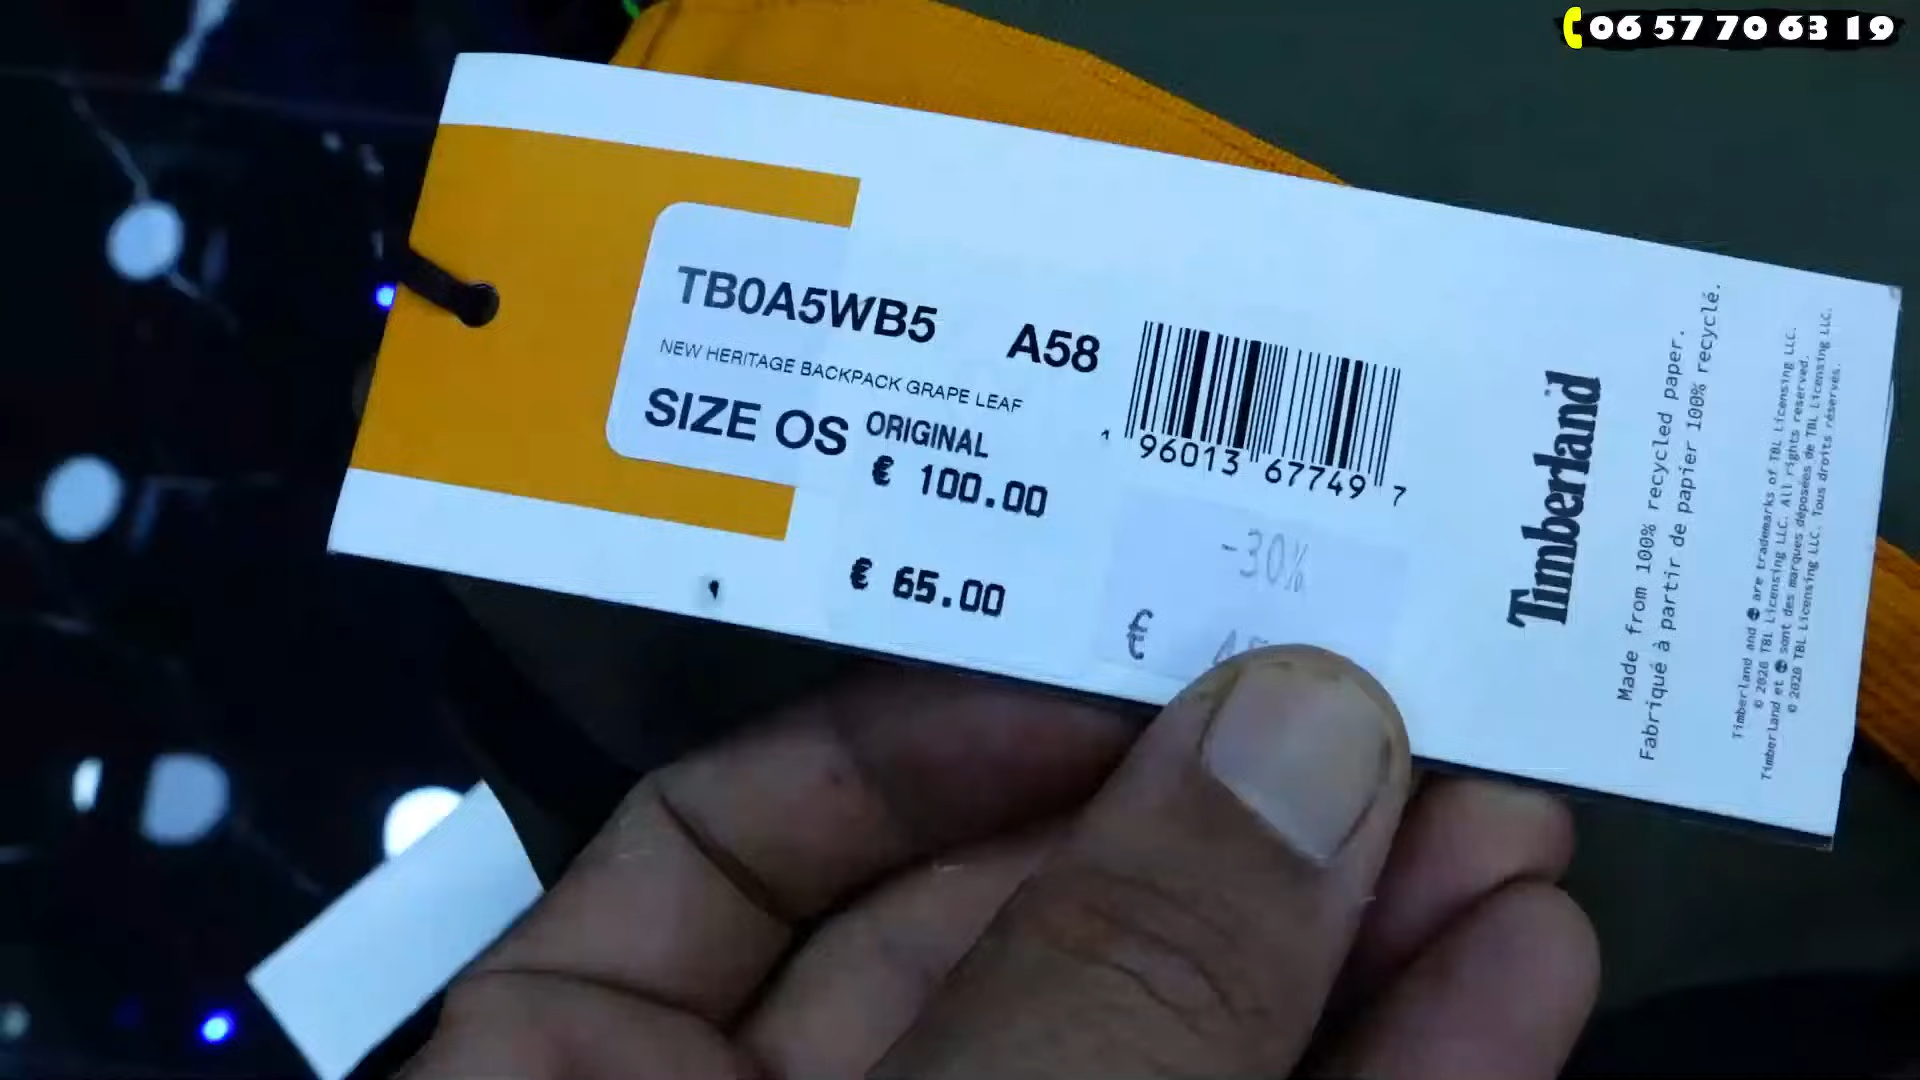 06 57 70 63 19
TB0A5WB5 A58
NEW HERITAGE BACKPACK GRAPE LEAF
SIZE OS
ORIGINAL
€ 100.00
€ 65.00
1 96013 67749 7
-30%
€
Timberland
Made from 100% recycled paper.
Fabriqué à partir de papier 100% recyclé.
Timberland and are trademarks of TBL Licensing LLC.
© 2020 TBL Licensing LLC. All rights reserved.
Timberland et sont des marques déposées de TBL Licensing LLC.
© 2020 TBL Licensing LLC. Tous droits réservés.